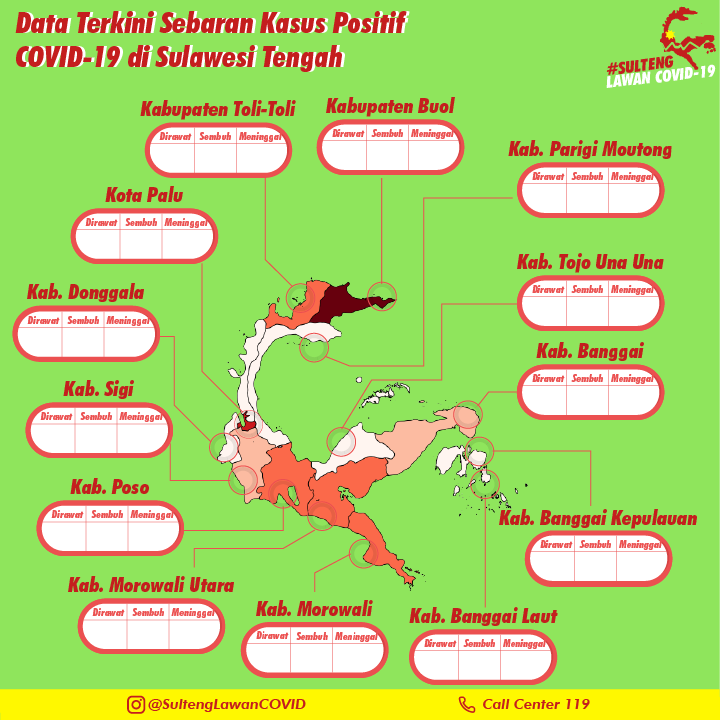 Data Terkini Sebaran Kasus Positif
COVID-19 di Sulawesi Tengah
#SULTENG
LAWAN COVID-19
Kabupaten Toli-Toli
Dirawat Sembuh Meninggal
Kabupaten Buol
Dirawat Sembuh Meninggal
Kab. Parigi Moutong
Dirawat Sembuh Meninggal
Kota Palu
Dirawat Sembuh Meninggal
Kab. Tojo Una Una
Dirawat Sembuh Meninggal
Kab. Donggala
Dirawat Sembuh Meninggal
Kab. Banggai
Dirawat Sembuh Meninggal
Kab. Sigi
Dirawat Sembuh Meninggal
Kab. Poso
Dirawat Sembuh Meninggal
Kab. Banggai Kepulauan
Dirawat Sembuh Meninggal
Kab. Morowali Utara
Dirawat Sembuh Meninggal
Kab. Morowali
Dirawat Sembuh Meninggal
Kab. Banggai Laut
Dirawat Sembuh Meninggal
@SultengLawanCOVID
Call Center 119